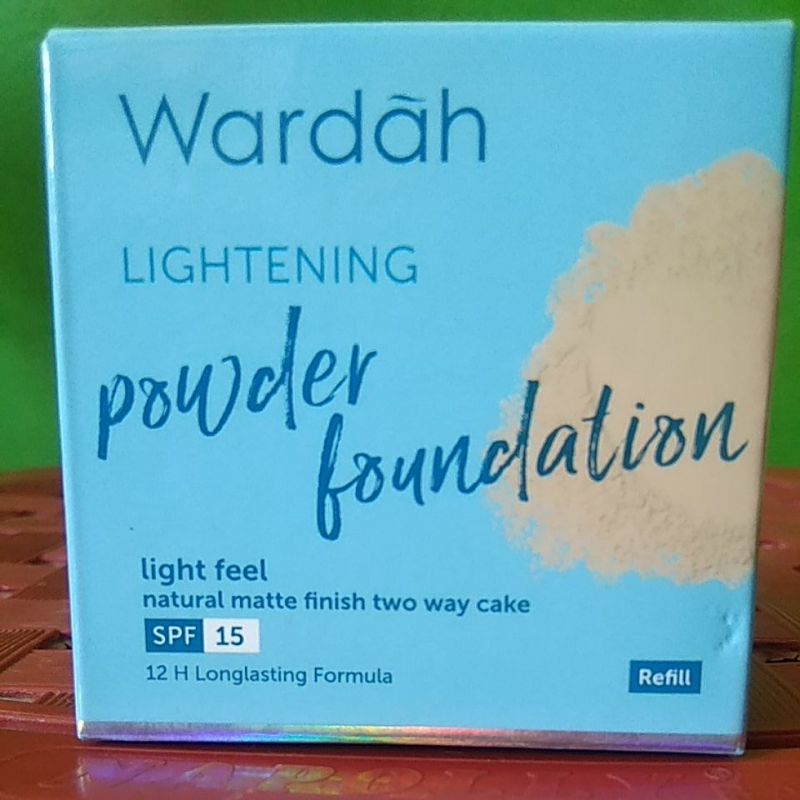 Wardāh
LIGHTENING
powder
foundation
light feel
natural matte finish two way cake
SPF 15
12 H Longlasting Formula
Refill